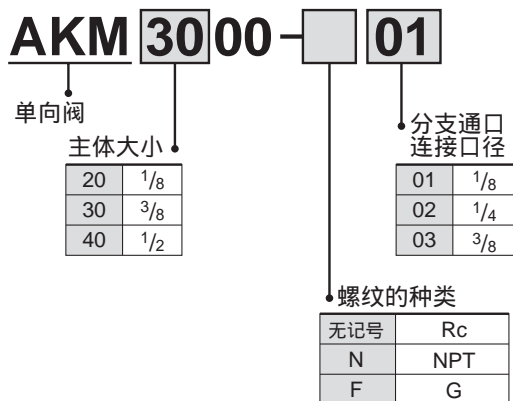 AKM 30 00 - 01
单向阀
主体大小
20 1/8
30 3/8
40 1/2
分支通口
连接口径
01 1/8
02 1/4
03 3/8
螺纹的种类
无记号 Rc
N NPT
F G